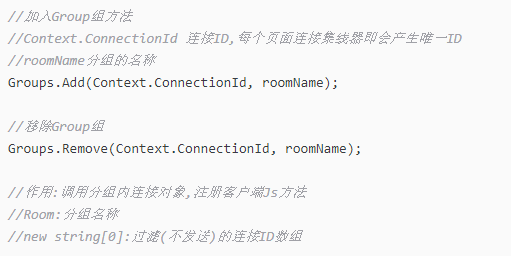 //加入Group组方法
//Context.ConnectionId 连接ID,每个页面连接集线器即会产生唯一ID
//roomName分组的名称
Groups.Add(Context.ConnectionId, roomName);
//移除Group组
Groups.Remove(Context.ConnectionId, roomName);
//作用:调用分组内连接对象,注册客户端Js方法
//Room:分组名称
//new string[0]:过滤(不发送)的连接ID数组